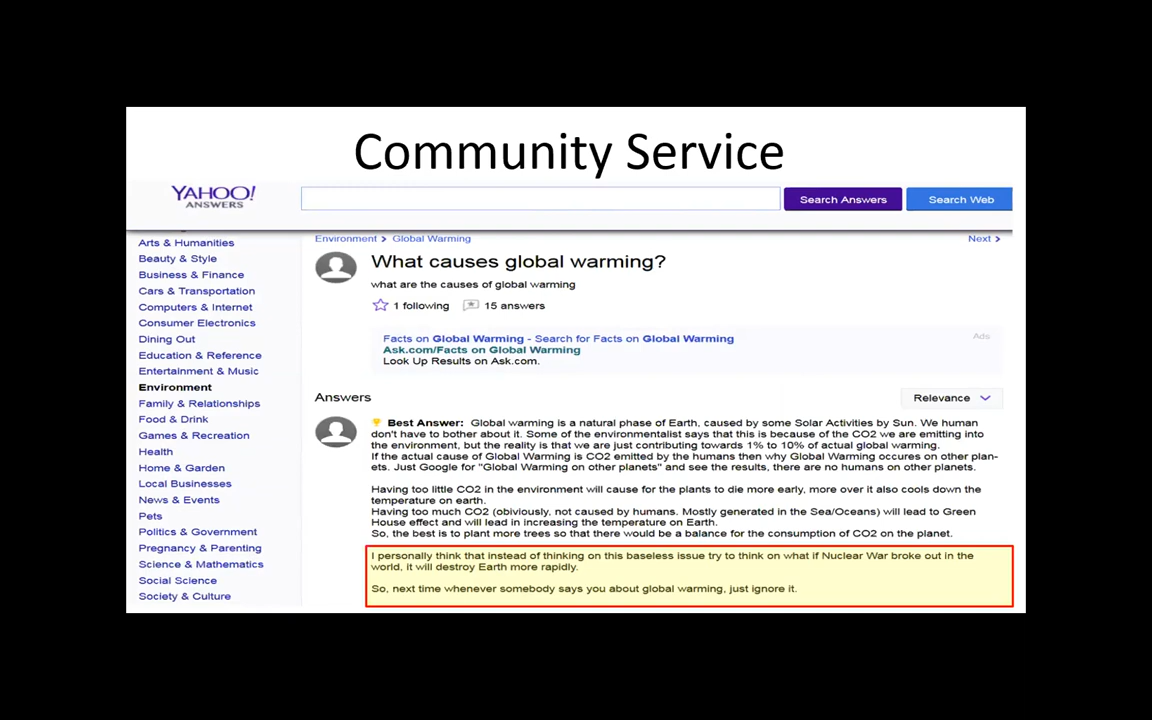 Community Service
YAHOO!
ANSWERS
Search Answers
Search Web
Arts & Humanities
Beauty & Style
Business & Finance
Cars & Transportation
Computers & Internet
Consumer Electronics
Dining Out
Education & Reference
Entertainment & Music
Environment
Family & Relationships
Food & Drink
Games & Recreation
Health
Home & Garden
Local Businesses
News & Events
Pets
Politics & Government
Pregnancy & Parenting
Science & Mathematics
Social Science
Society & Culture
Environment > Global Warming
Next >
What causes global warming?
what are the causes of global warming
1 following
15 answers
Facts on Global Warming - Search for Facts on Global Warming
Ads
Ask.com/Facts on Global Warming
Look Up Results on Ask.com.
Answers
Relevance
Best Answer: Global warming is a natural phase of Earth, caused by some Solar Activities by Sun. We human
don't have to bother about it. Some of the environmentalist says that this is because of the CO2 we are emitting into
the environment, but the reality is that we are just contributing towards 1% to 10% of actual global warming.
If the actual cause of Global Warming is CO2 emitted by the humans then why Global Warming occures on other plan-
ets. Just Google for "Global Warming on other planets" and see the results, there are no humans on other planets.
Having too little CO2 in the environment will cause for the plants to die more early, more over it also cools down the
temperature on earth.
Having too much CO2 (obiviously, not caused by humans. Mostly generated in the Sea/Oceans) will lead to Green
House effect and will lead in increasing the temperature on Earth.
So, the best is to plant more trees so that there would be a balance for the consumption of CO2 on the planet.
I personally think that instead of thinking on this baseless issue try to think on what if Nuclear War broke out in the
world, it will destroy Earth more rapidly.
So, next time whenever somebody says you about global warming, just ignore it.